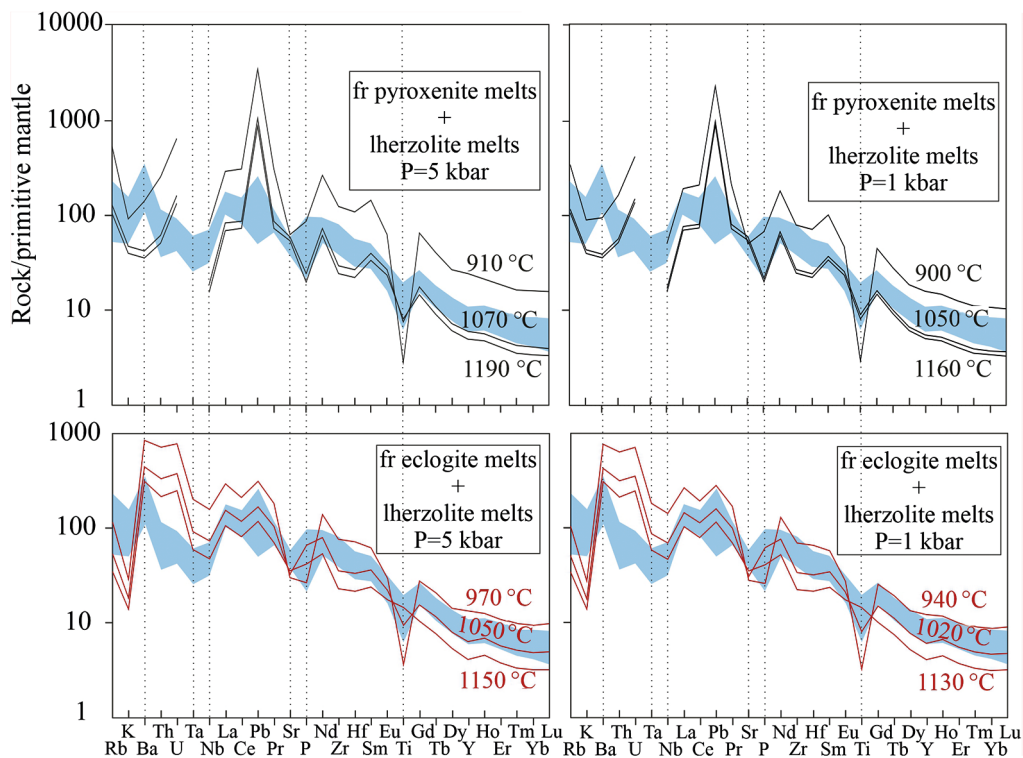 Rock/primitive mantle
10000
1000
100
10
1
fr pyroxenite melts
+
lherzolite melts
P=5 kbar
910 °C
1070 °C
1190 °C
fr pyroxenite melts
+
lherzolite melts
P=1 kbar
900 °C
1050 °C
1160 °C
1000
100
10
1
fr eclogite melts
+
lherzolite melts
P=5 kbar
970 °C
1050 °C
1150 °C
fr eclogite melts
+
lherzolite melts
P=1 kbar
940 °C
1020 °C
1130 °C
K Th Ta La Pb Sr Nd Hf Eu Gd Dy Ho Tm Lu
Rb Ba U Nb Ce Pr P Zr Sm Ti Tb Y Er Yb
K Th Ta La Pb Sr Nd Hf Eu Gd Dy Ho Tm Lu
Rb Ba U Nb Ce Pr P Zr Sm Ti Tb Y Er Yb